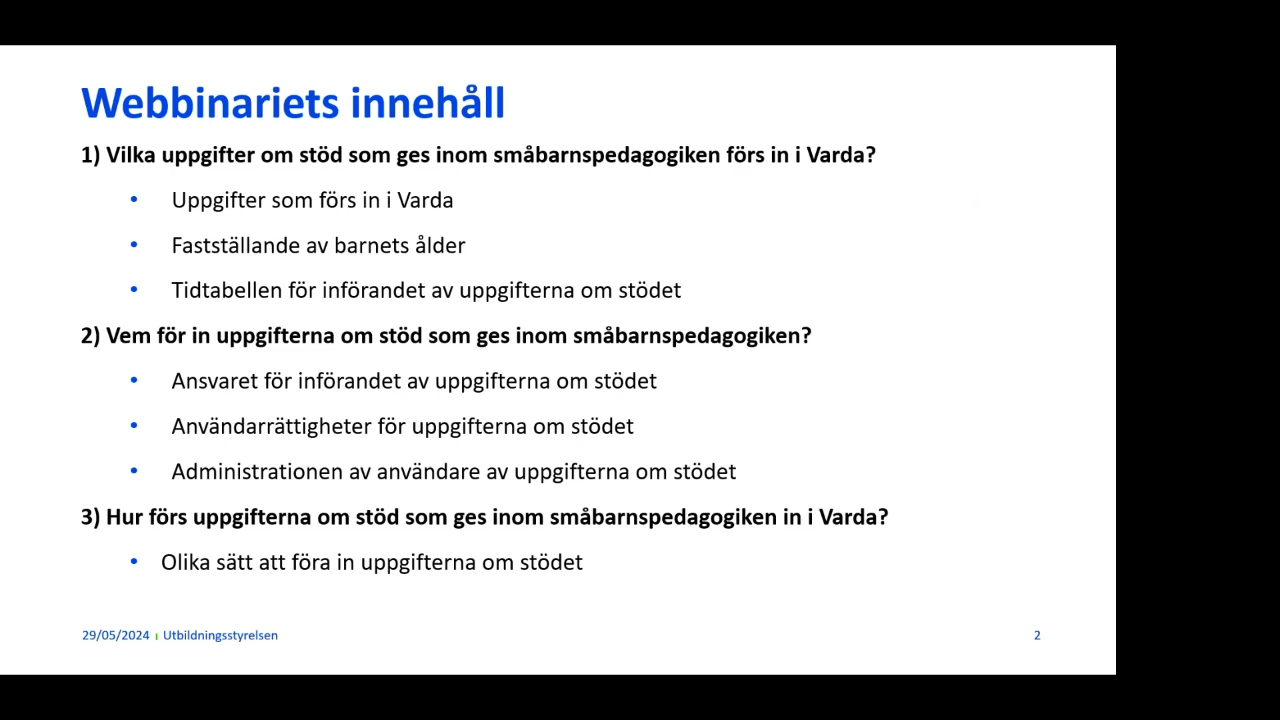 Webbinariets innehåll
1) Vilka uppgifter om stöd som ges inom småbarnspedagogiken förs in i Varda?
• Uppgifter som förs in i Varda
• Fastställande av barnets ålder
• Tidtabellen för införandet av uppgifterna om stödet
2) Vem för in uppgifterna om stöd som ges inom småbarnspedagogiken?
• Ansvaret för införandet av uppgifterna om stödet
• Användarrättigheter för uppgifterna om stödet
• Administrationen av användare av uppgifterna om stödet
3) Hur förs uppgifterna om stöd som ges inom småbarnspedagogiken in i Varda?
• Olika sätt att föra in uppgifterna om stödet
29/05/2024 | Utbildningsstyrelsen 2